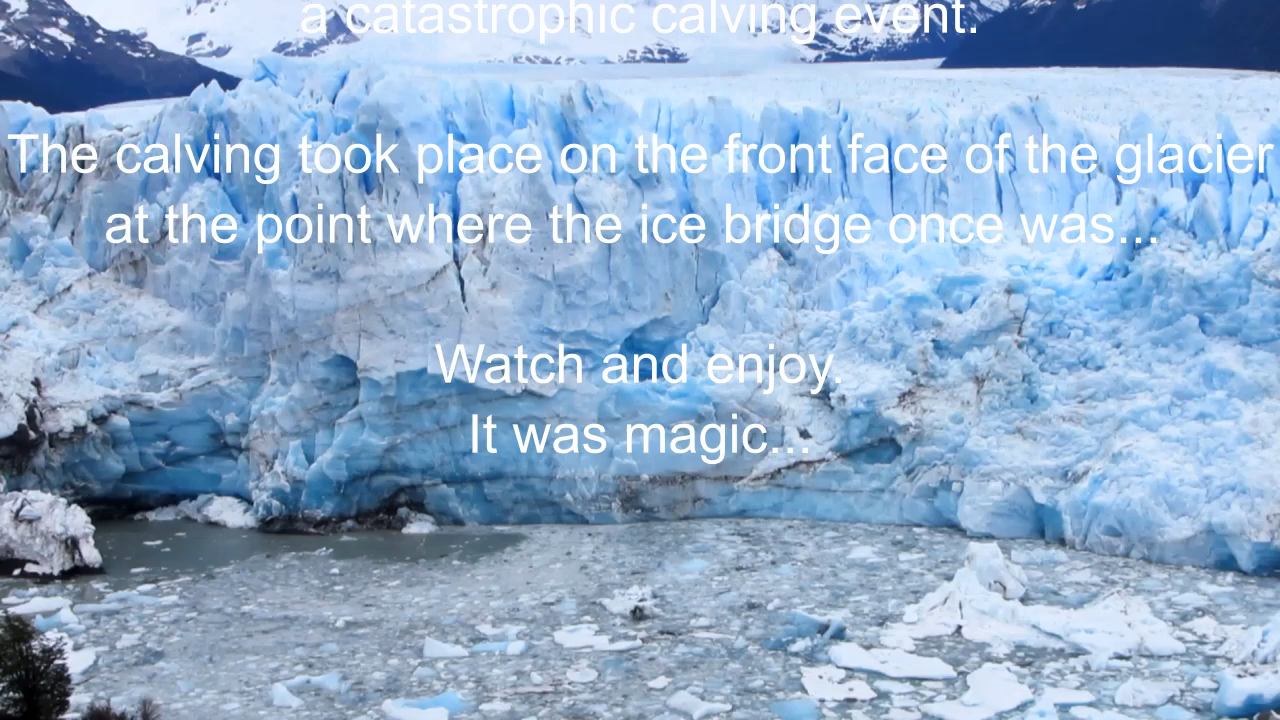 a catastrophic calving event.
The calving took place on the front face of the glacier
at the point where the ice bridge once was...
Watch and enjoy.
It was magic...